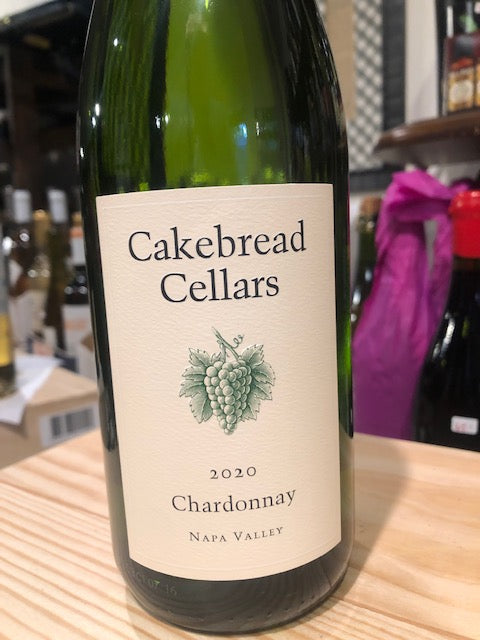 Cakebread
Cellars
2020
Chardonnay
NAPA VALLEY